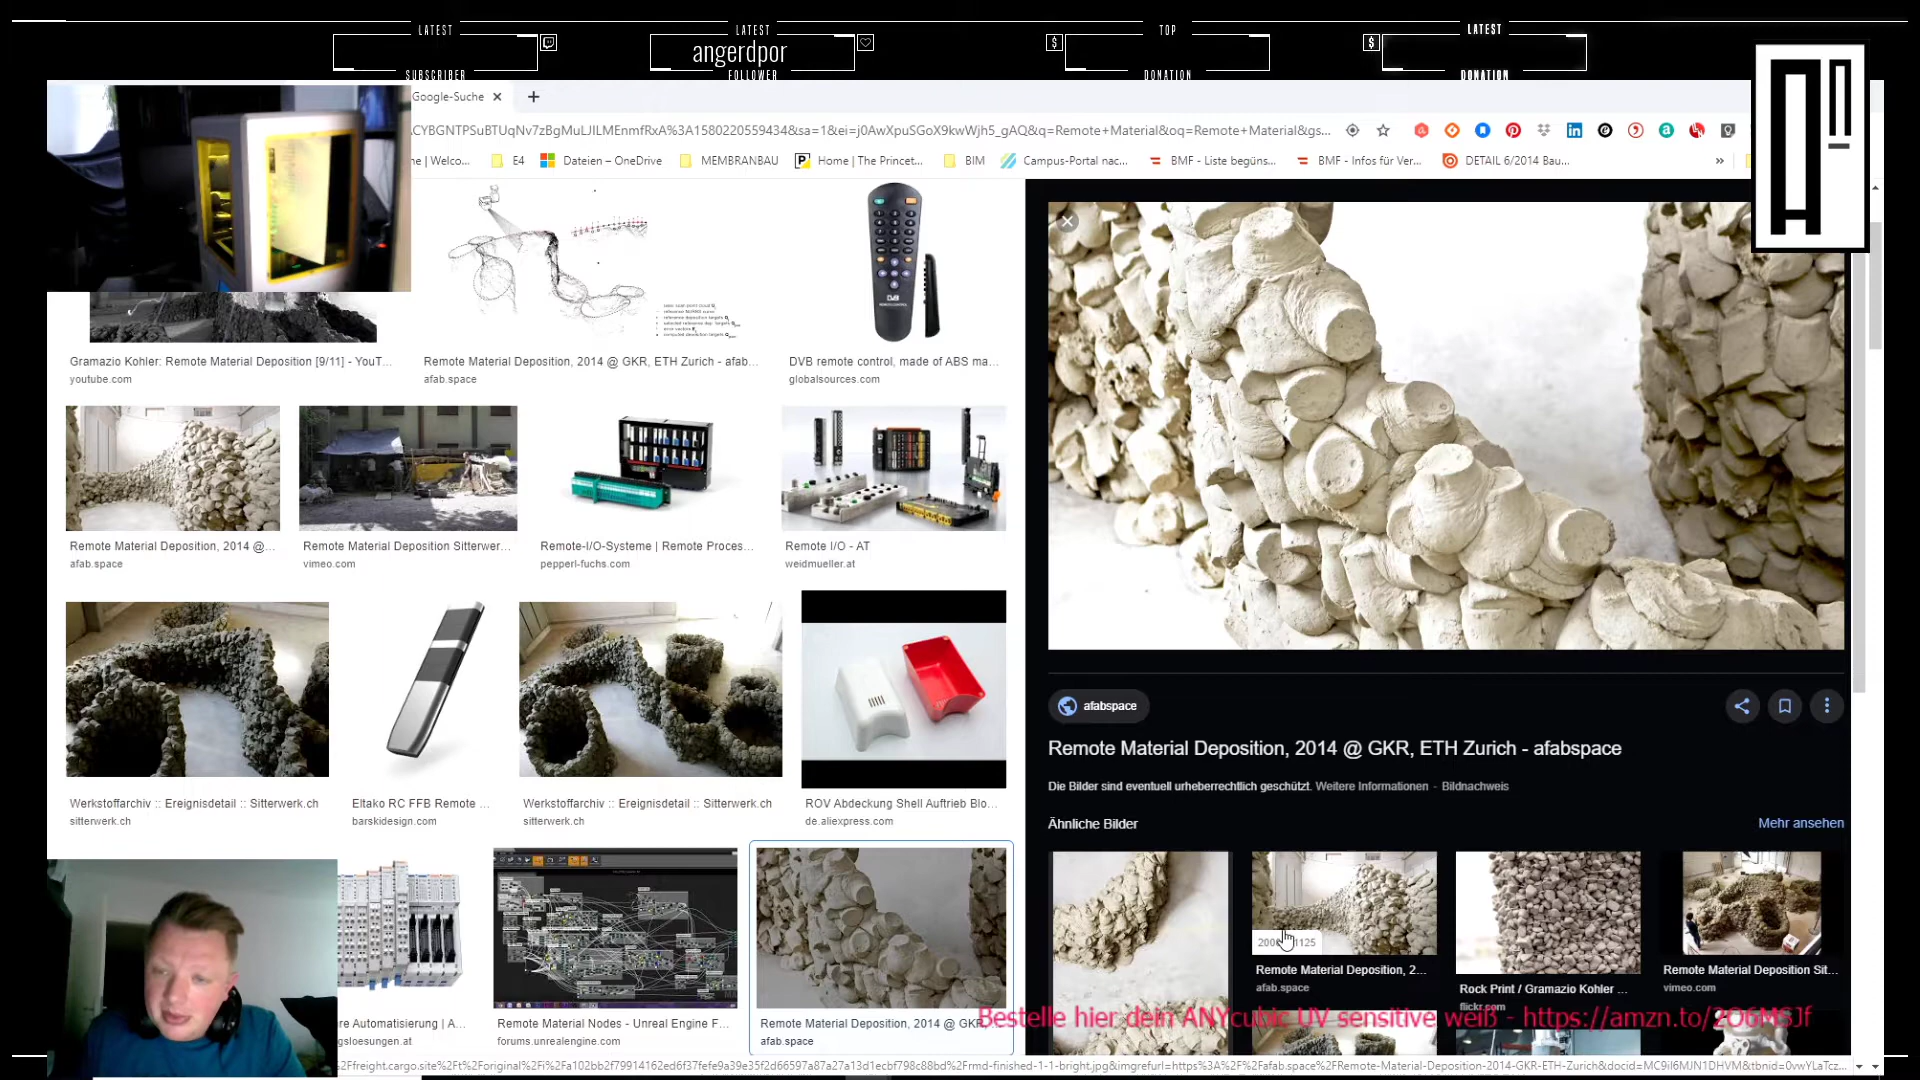 LATEST
SUBSCRIBER
LATEST
angerdpor
FOLLOWER
TOP
DONATION
LATEST
DONATION
Google-Suche
CYBGNTPSuBTUqNv7zBgMuLJILMEnmfRxA%3A1580220559434&sa=1&ei=j0AwXpuSGoX9kwWjh5_gAQ&q=Remote+Material&oq=Remote+Material&gs...
ne | Welco...
E4
Dateien – OneDrive
MEMBRANBAU
Home | The Princet...
BIM
Campus-Portal nac...
BMF - Liste begüns...
BMF - Infos für Ver...
DETAIL 6/2014 Bau...
Gramazio Kohler: Remote Material Deposition [9/11] - YouT...
youtube.com
Remote Material Deposition, 2014 @ GKR, ETH Zurich - afab...
afab.space
DVB remote control, made of ABS ma...
globalsources.com
Remote Material Deposition, 2014 @...
afab.space
Remote Material Deposition Sitterwer...
vimeo.com
Remote-I/O-Systeme | Remote Proces...
pepperl-fuchs.com
Remote I/O - AT
weidmueller.at
Werkstoffarchiv :: Ereignisdetail :: Sitterwerk.ch
sitterwerk.ch
Eltako RC FFB Remote ...
barskidesign.com
Werkstoffarchiv :: Ereignisdetail :: Sitterwerk.ch
sitterwerk.ch
ROV Abdeckung Shell Auftrieb Blo...
de.aliexpress.com
re Automatisierung | A...
gsloesungen.at
Remote Material Nodes - Unreal Engine F...
forums.unrealengine.com
Remote Material Deposition, 2014 @ GKR
afab.space
afabspace
Remote Material Deposition, 2014 @ GKR, ETH Zurich - afabspace
Die Bilder sind eventuell urheberrechtlich geschützt. Weitere Informationen - Bildnachweis
Ähnliche Bilder
Mehr ansehen
Remote Material Deposition, 2...
afab.space
Rock Print / Gramazio Kohler ...
flickr.com
Remote Material Deposition Sit...
vimeo.com
Bestelle hier dein ANYcubic UV sensitive weiß - https://amzn.to/2O6MSJf